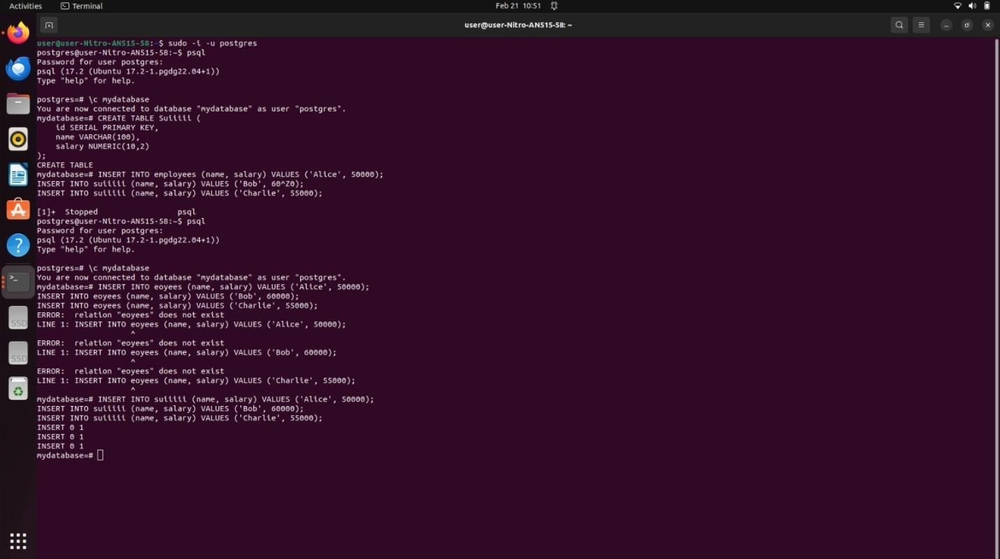 Activities
Terminal
Feb 21 10:51
user@user-Nitro-AN515-58: ~
user@user-Nitro-AN515-58:~$ sudo -i -u postgres
postgres@user-Nitro-AN515-58:~$ psql
Password for user postgres:
psql (17.2 (Ubuntu 17.2-1.pgdg22.04+1))
Type "help" for help.
postgres=# \c mydatabase
You are now connected to database "mydatabase" as user "postgres".
mydatabase=# CREATE TABLE Suiiiii (
    id SERIAL PRIMARY KEY,
    name VARCHAR(100),
    salary NUMERIC(10,2)
);
CREATE TABLE
mydatabase=# INSERT INTO employees (name, salary) VALUES ('Alice', 50000);
INSERT INTO suiiiii (name, salary) VALUES ('Bob', 60^Z0);
INSERT INTO suiiiii (name, salary) VALUES ('Charlie', 55000);
[1]+  Stopped                 psql
postgres@user-Nitro-AN515-58:~$ psql
Password for user postgres:
psql (17.2 (Ubuntu 17.2-1.pgdg22.04+1))
Type "help" for help.
postgres=# \c mydatabase
You are now connected to database "mydatabase" as user "postgres".
mydatabase=# INSERT INTO eoyees (name, salary) VALUES ('Alice', 50000);
INSERT INTO eoyees (name, salary) VALUES ('Bob', 60000);
INSERT INTO eoyees (name, salary) VALUES ('Charlie', 55000);
ERROR:  relation "eoyees" does not exist
LINE 1: INSERT INTO eoyees (name, salary) VALUES ('Alice', 50000);
                    ^
ERROR:  relation "eoyees" does not exist
LINE 1: INSERT INTO eoyees (name, salary) VALUES ('Bob', 60000);
                    ^
ERROR:  relation "eoyees" does not exist
LINE 1: INSERT INTO eoyees (name, salary) VALUES ('Charlie', 55000);
                    ^
mydatabase=# INSERT INTO suiiiii (name, salary) VALUES ('Alice', 50000);
INSERT INTO suiiiii (name, salary) VALUES ('Bob', 60000);
INSERT INTO suiiiii (name, salary) VALUES ('Charlie', 55000);
INSERT 0 1
INSERT 0 1
INSERT 0 1
mydatabase=#
SSD
SSD